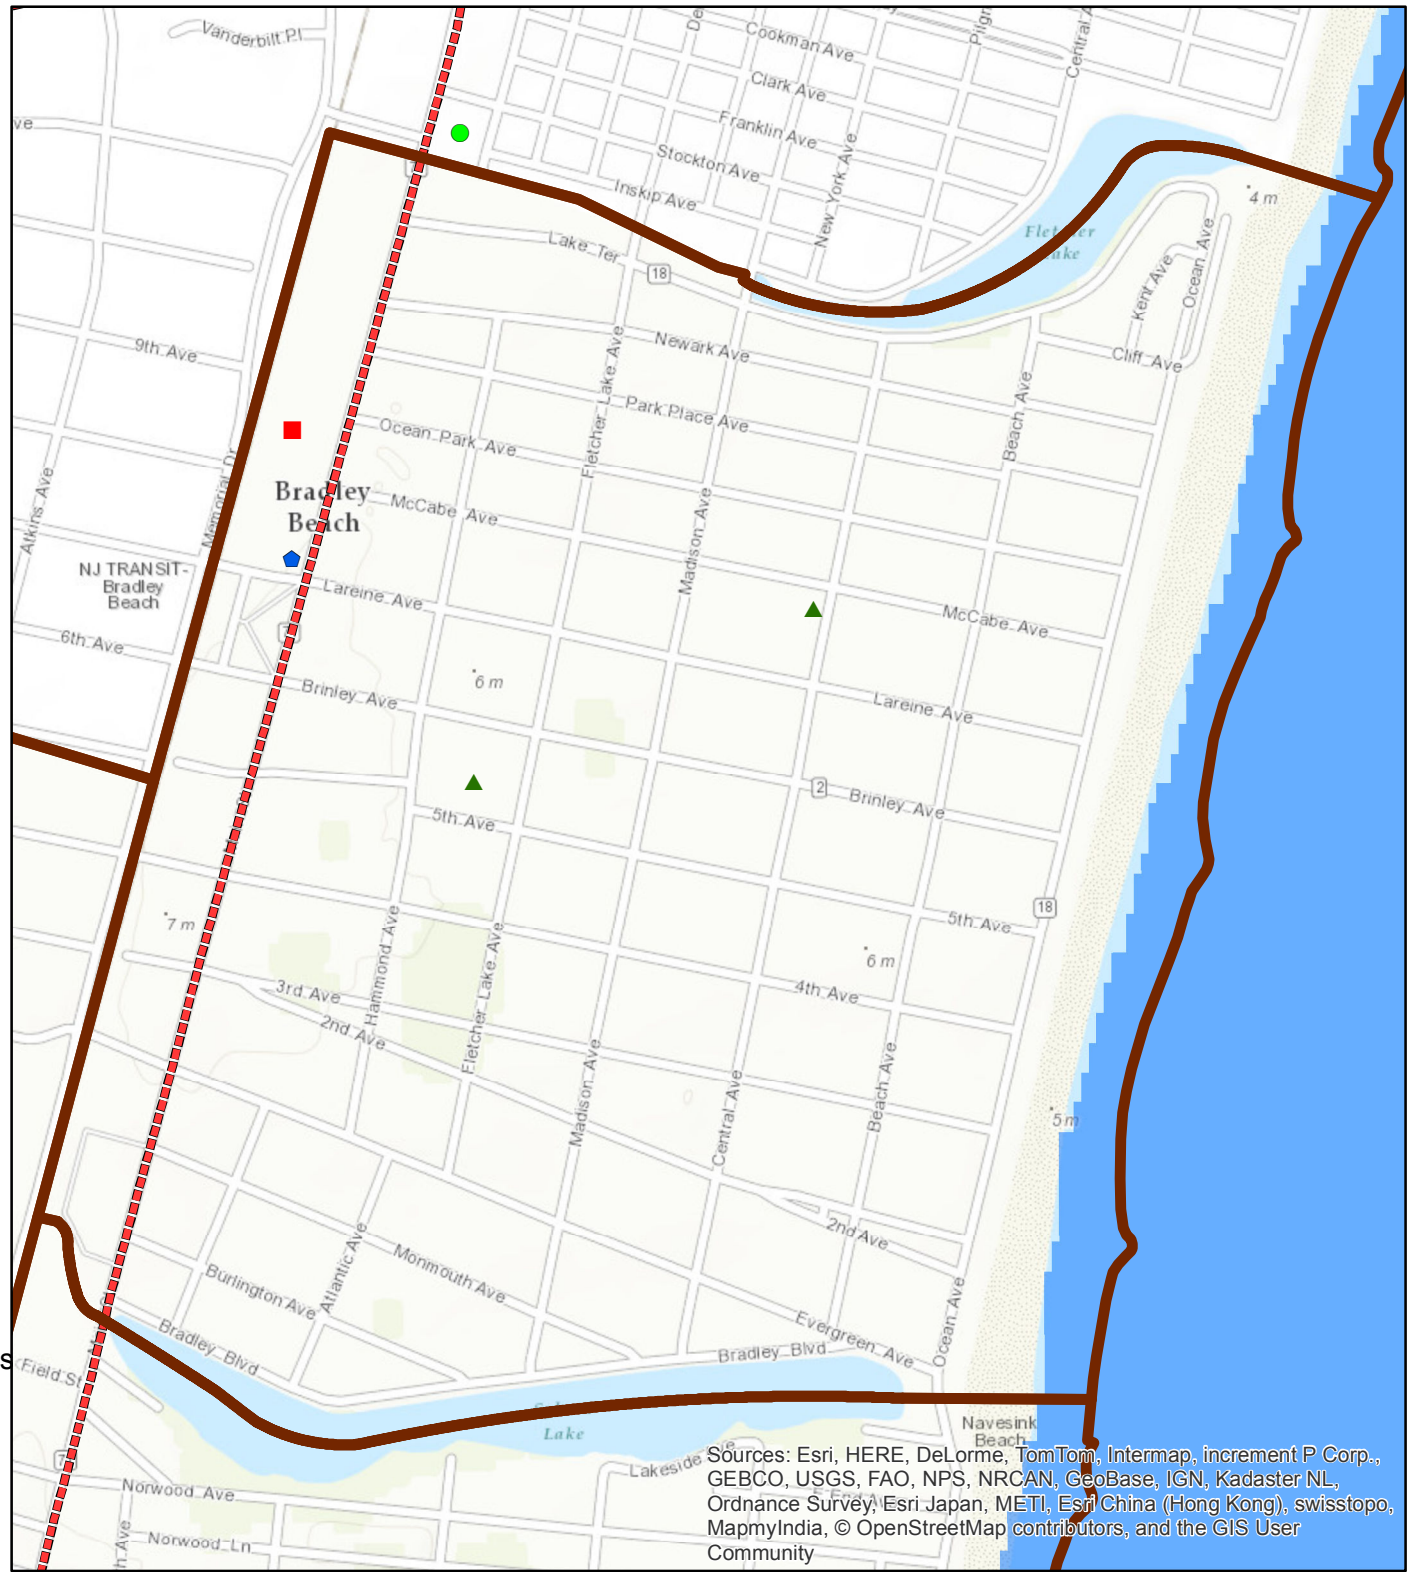 Vanderbilt Pl
Cookman Ave
Clark Ave
Franklin Ave
Stockton Ave
Inskip Ave
New York Ave
Central A
Pilgr
De
ve
4 m
Lake Ter
18
Kent Ave
Ocean Ave
Cliff Ave
9th Ave
Newark Ave
Fletcher Lake Ave
Park Place Ave
Beach Ave
Ocean Park Ave
Memorial Dr
Atkins Ave
Bradley
Beach
McCabe Ave
Madison Ave
NJ TRANSIT-
Bradley
Beach
Lareine Ave
McCabe Ave
6th Ave
6 m
Brinley Ave
Lareine Ave
2
Brinley Ave
5th Ave
18
5th Ave
7 m
6 m
Hammond Ave
Fletcher Lake Ave
3rd Ave
4th Ave
2nd Ave
Madison Ave
Central Ave
Beach Ave
5 m
2nd Ave
Atlantic Ave
Monmouth Ave
Burlington Ave
Ocean Ave
Evergreen Ave
Bradley Blvd
Bradley Blvd
s
Field St
Lake
Navesink
Beach
Lakeside Ave
Norwood Ave
Norwood Ln
h Ave
Sources: Esri, HERE, DeLorme, TomTom, Intermap, increment P Corp.,
GEBCO, USGS, FAO, NPS, NRCAN, GeoBase, IGN, Kadaster NL,
Ordnance Survey, Esri Japan, METI, Esri China (Hong Kong), swisstopo,
MapmyIndia, © OpenStreetMap contributors, and the GIS User
Community